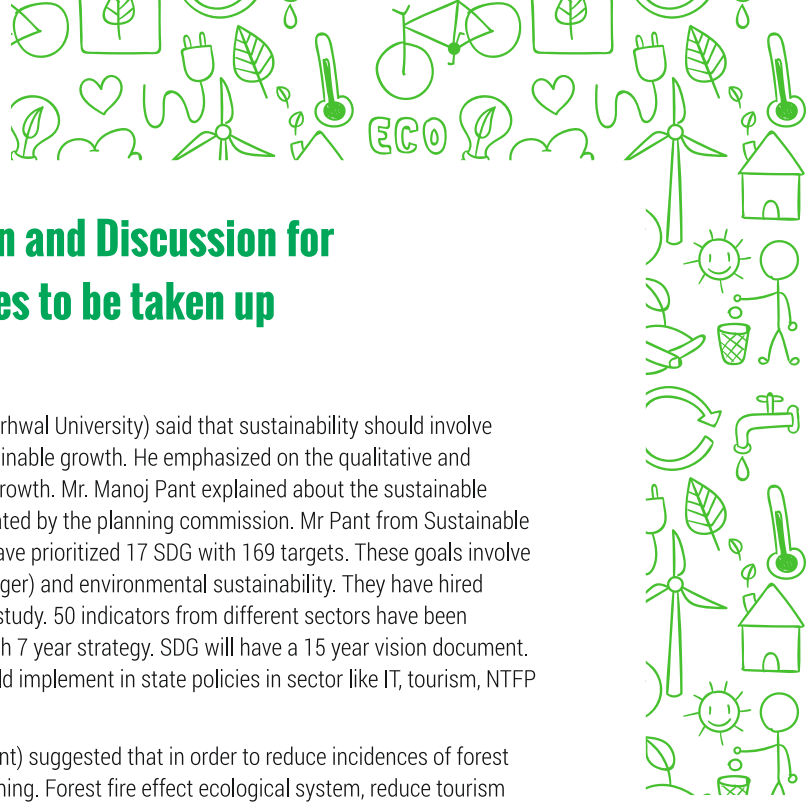 ECO
n and Discussion for
es to be taken up
rhwal University) said that sustainability should involve
inable growth. He emphasized on the qualitative and
rowth. Mr. Manoj Pant explained about the sustainable
ated by the planning commission. Mr Pant from Sustainable
ave prioritized 17 SDG with 169 targets. These goals involve
ger) and environmental sustainability. They have hired
study. 50 indicators from different sectors have been
h 7 year strategy. SDG will have a 15 year vision document.
ld implement in state policies in sector like IT, tourism, NTFP
nt) suggested that in order to reduce incidences of forest
ning. Forest fire effect ecological system, reduce tourism